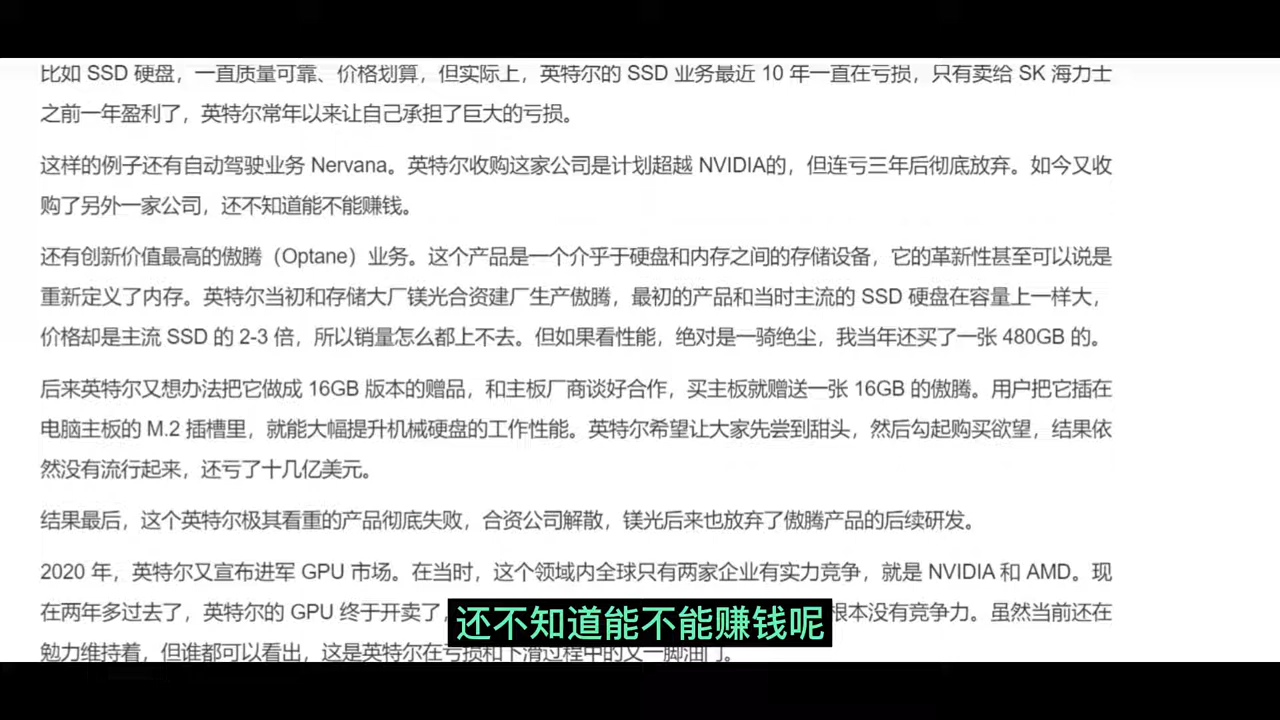 比如 SSD 硬盘，一直质量可靠、价格划算，但实际上，英特尔的 SSD 业务最近 10 年一直在亏损，只有卖给 SK 海力士
之前一年盈利了，英特尔常年以来让自己承担了巨大的亏损。
这样的例子还有自动驾驶业务 Nervana。英特尔收购这家公司是计划超越 NVIDIA的，但连亏三年后彻底放弃。如今又收
购了另外一家公司，还不知道能不能赚钱。
还有创新价值最高的傲腾（Optane）业务。这个产品是一个介乎于硬盘和内存之间的存储设备，它的革新性甚至可以说是
重新定义了内存。英特尔当初和存储大厂镁光合资建厂生产傲腾，最初的产品和当时主流的 SSD 硬盘在容量上一样大，
价格却是主流 SSD 的 2-3 倍，所以销量怎么都上不去。但如果看性能，绝对是一骑绝尘，我当年还买了一张 480GB 的。
后来英特尔又想办法把它做成 16GB 版本的赠品，和主板厂商谈好合作，买主板就赠送一张 16GB 的傲腾。用户把它插在
电脑主板的 M.2 插槽里，就能大幅提升机械硬盘的工作性能。英特尔希望让大家先尝到甜头，然后勾起购买欲望，结果依
然没有流行起来，还亏了十几亿美元。
结果最后，这个英特尔极其看重的产品彻底失败，合资公司解散，镁光后来也放弃了傲腾产品的后续研发。
2020 年，英特尔又宣布进军 GPU 市场。在当时，这个领域内全球只有两家企业有实力竞争，就是 NVIDIA 和 AMD。现
在两年多过去了，英特尔的 GPU 终于开卖了，根本没有竞争力。虽然当前还在
还不知道能不能赚钱呢
勉力维持着，但谁都可以看出，这是英特尔在亏损和下滑过程中的又一脚油门。